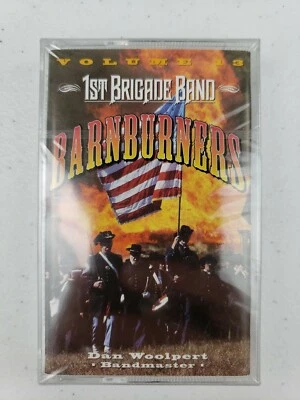 VOLUME 13
1ST BRIGADE BAND
BARNBURNERS
Dan Woolpert
• Bandmaster •